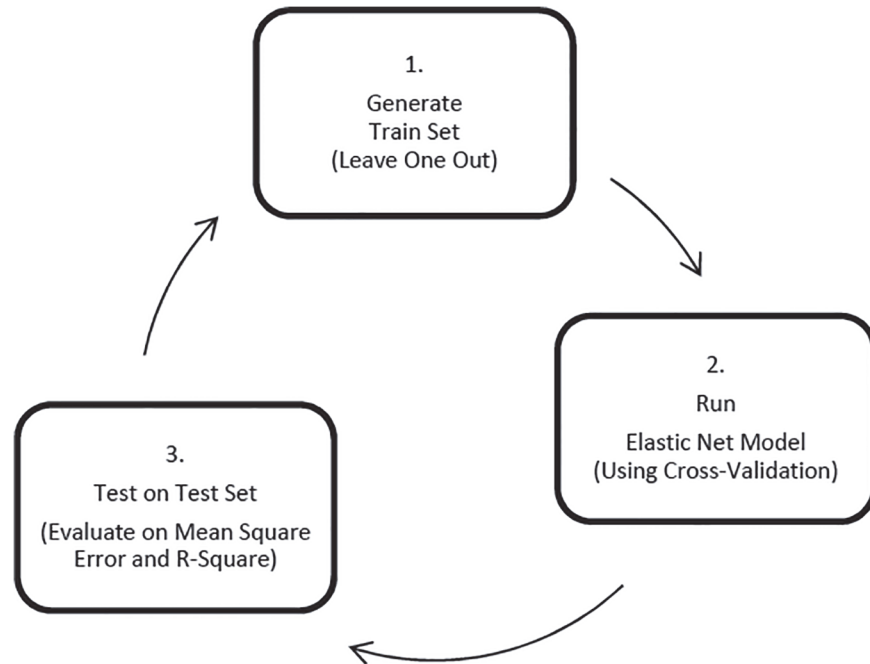 1.
Generate
Train Set
(Leave One Out)
2.
Run
Elastic Net Model
(Using Cross-Validation)
3.
Test on Test Set
(Evaluate on Mean Square
Error and R-Square)